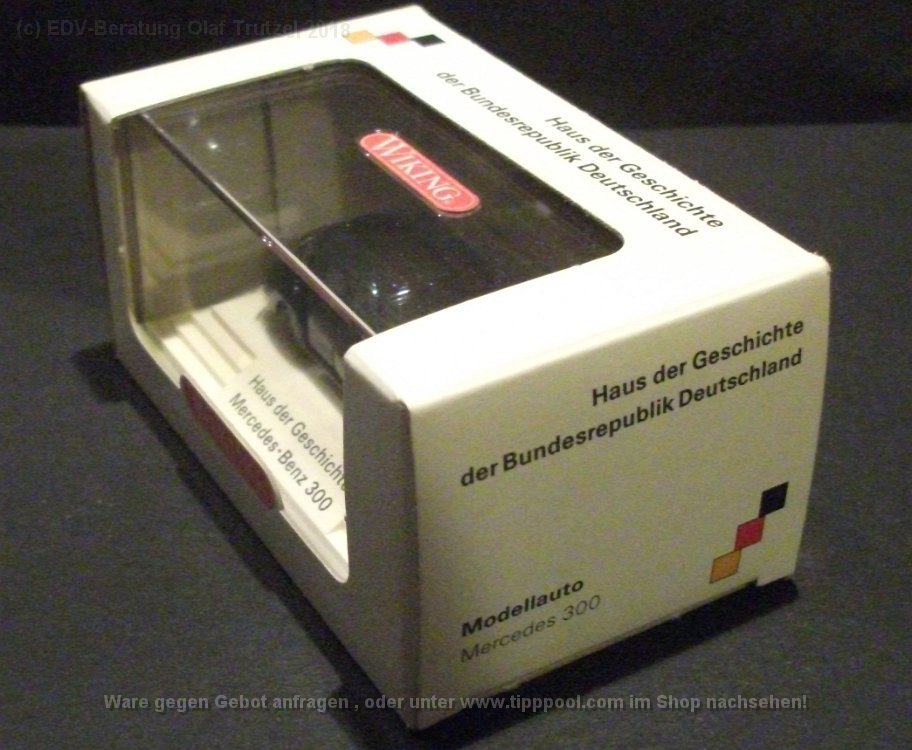 (c) EDV-Beratung Olaf Trutzel 2018
Haus der Geschichte
der Bundesrepublik Deutschland
WIKING
Haus der Geschichte
Mercedes-Benz 300
Haus der Geschichte
der Bundesrepublik Deutschland
Modellauto
Mercedes 300
Ware gegen Gebot anfragen , oder unter www.tipppool.com im Shop nachsehen!